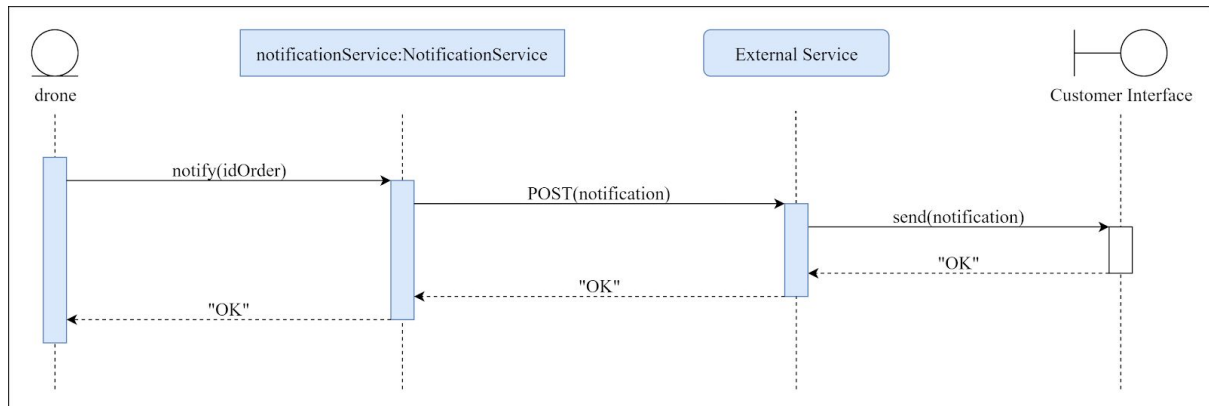 notificationService:NotificationService
External Service
drone
Customer Interface
notify(idOrder)
POST(notification)
send(notification)
"OK"
"OK"
"OK"